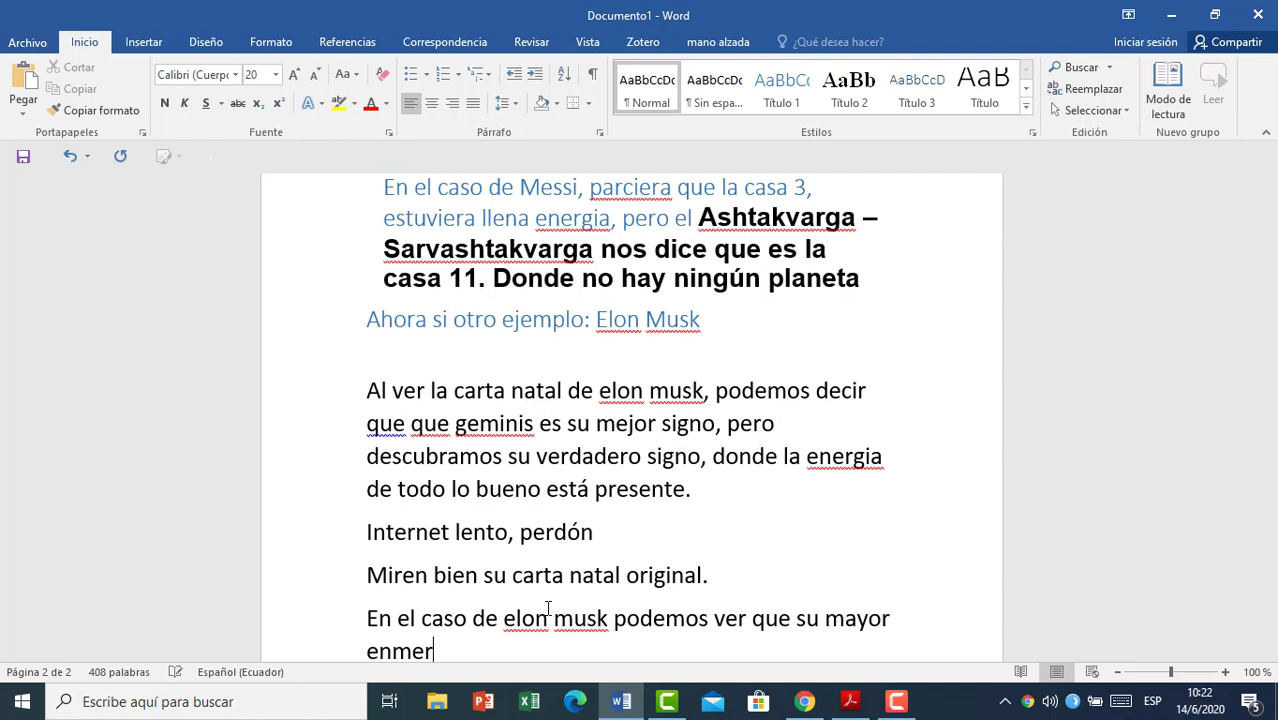 Documento1 - Word
Archivo Inicio Insertar Diseño Formato Referencias Correspondencia Revisar Vista Zotero mano alzada ¿Qué desea hacer? Iniciar sesión Compartir
Pegar
Cortar
Copiar
Copiar formato
Portapapeles
Calibri (Cuerpo 20
Aa
N K S abc x₂ x²
Fuente
Párrafo
AaBbCcDc AaBbCcDc AaBbCc AaBb AaBbCcD AaB
¶ Normal ¶ Sin espa... Título 1 Título 2 Título 3 Título
Estilos
Buscar
Reemplazar
Seleccionar
Edición
Modo de
lectura
Leer
Nuevo grupo
En el caso de Messi, parciera que la casa 3,
estuviera llena energia, pero el Ashtakvarga –
Sarvashtakvarga nos dice que es la
casa 11. Donde no hay ningún planeta
Ahora si otro ejemplo: Elon Musk
Al ver la carta natal de elon musk, podemos decir
que que geminis es su mejor signo, pero
descubramos su verdadero signo, donde la energia
de todo lo bueno está presente.
Internet lento, perdón
Miren bien su carta natal original.
En el caso de elon musk podemos ver que su mayor
enmer
Página 2 de 2 408 palabras Español (Ecuador) 100 %
Escribe aquí para buscar
ESP
10:22
14/6/2020
5